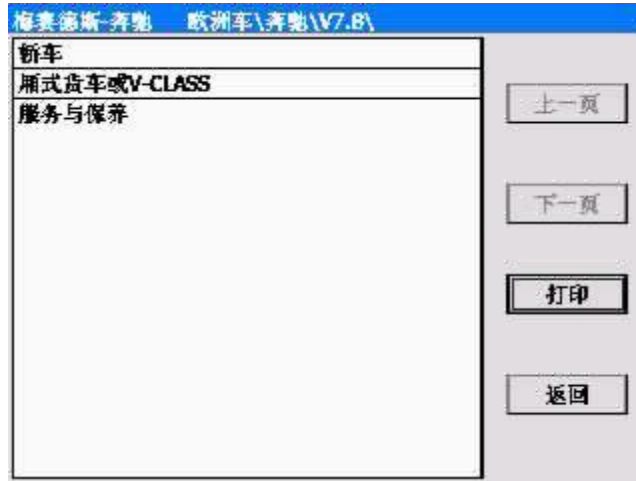 梅赛德斯-奔驰 欧洲车\奔驰\V7.8\
轿车
厢式货车或V-CLASS
服务与保养
上一页
下一页
打印
返回